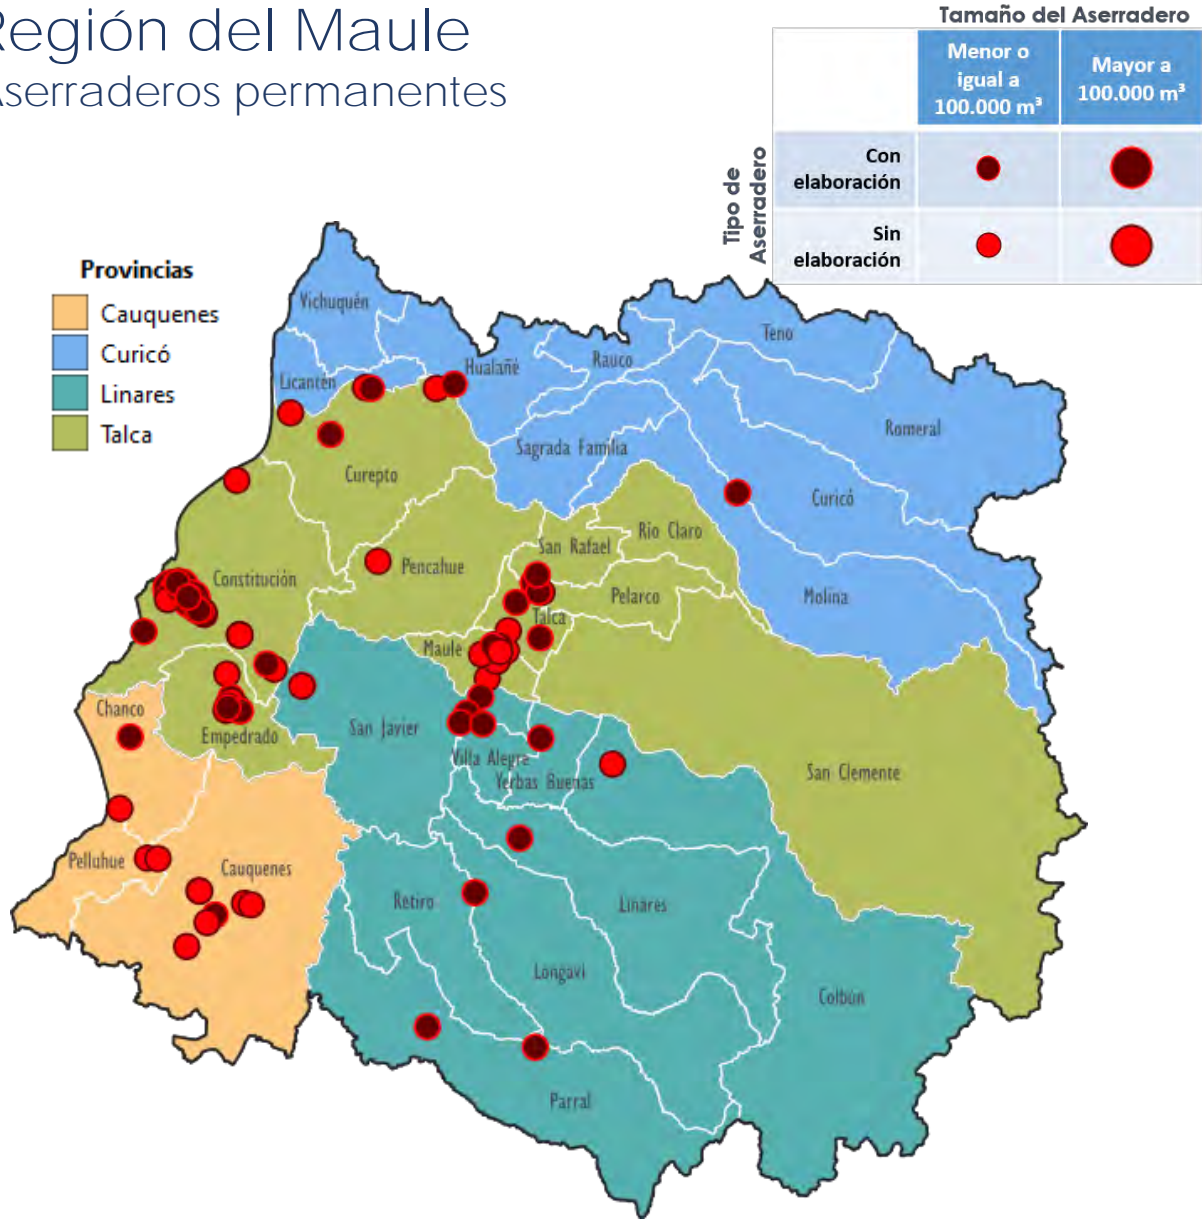 Región del Maule
Aserraderos permanentes
Tamaño del Aserradero
Menor o
igual a
100.000 m³
Mayor a
100.000 m³
Tipo de
Aserradero
Con
elaboración
Sin
elaboración
Provincias
Cauquenes
Curicó
Linares
Talca
Vichuquén
Teno
Hualañé
Rauco
Licantén
Romeral
Sagrada Familia
Curepto
Curicó
Río Claro
San Rafael
Pencahue
Constitución
Pelarco
Molina
Talca
Maule
Chanco
San Javier
Empedrado
Villa Alegre
Yerbas Buenas
San Clemente
Pelluhue
Cauquenes
Retiro
Linares
Longaví
Colbún
Parral